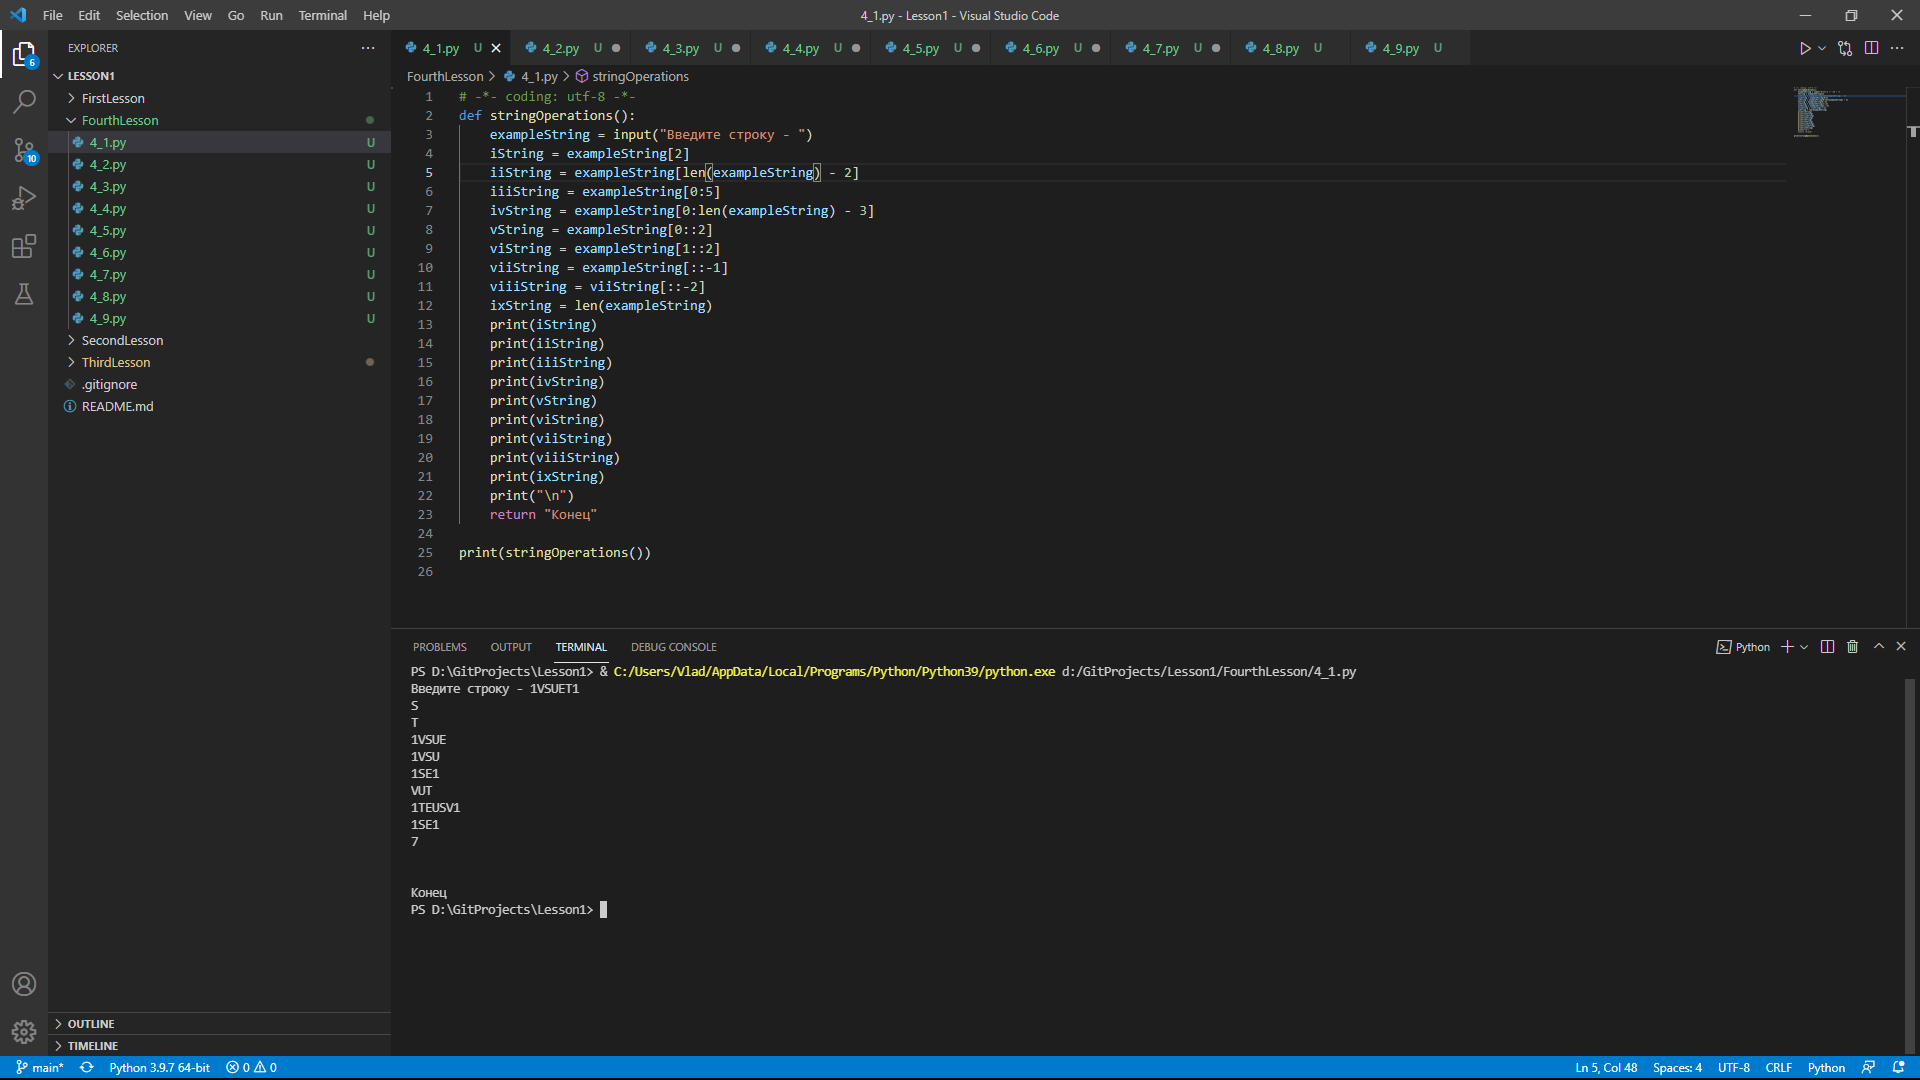 File Edit Selection View Go Run Terminal Help
4_1.py - Lesson1 - Visual Studio Code
EXPLORER
6
10
LESSON1
FirstLesson
FourthLesson
4_1.py U
4_2.py U
4_3.py U
4_4.py U
4_5.py U
4_6.py U
4_7.py U
4_8.py U
4_9.py U
SecondLesson
ThirdLesson
.gitignore
README.md
OUTLINE
TIMELINE
4_1.py U 4_2.py U 4_3.py U 4_4.py U 4_5.py U 4_6.py U 4_7.py U 4_8.py U 4_9.py U
FourthLesson > 4_1.py > stringOperations
1 # -*- coding: utf-8 -*-
2 def stringOperations():
3 exampleString = input("Введите строку - ")
4 iString = exampleString[2]
5 iiString = exampleString[len(exampleString) - 2]
6 iiiString = exampleString[0:5]
7 ivString = exampleString[0:len(exampleString) - 3]
8 vString = exampleString[0::2]
9 viString = exampleString[1::2]
10 viiString = exampleString[::-1]
11 viiiString = viiString[::-2]
12 ixString = len(exampleString)
13 print(iString)
14 print(iiString)
15 print(iiiString)
16 print(ivString)
17 print(vString)
18 print(viString)
19 print(viiString)
20 print(viiiString)
21 print(ixString)
22 print("\n")
23 return "Конец"
24
25 print(stringOperations())
26
PROBLEMS OUTPUT TERMINAL DEBUG CONSOLE
Python
PS D:\GitProjects\Lesson1> & C:/Users/Vlad/AppData/Local/Programs/Python/Python39/python.exe d:/GitProjects/Lesson1/FourthLesson/4_1.py
Введите строку - 1VSUET1
S
T
1VSUE
1VSU
1SE1
VUT
1TEUSV1
1SE1
7
Конец
PS D:\GitProjects\Lesson1>
main* Python 3.9.7 64-bit 0 0
Ln 5, Col 48 Spaces: 4 UTF-8 CRLF Python